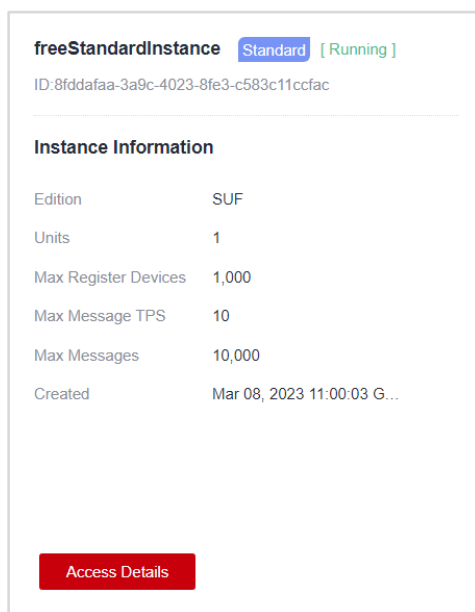 freeStandardInstance Standard [ Running ]
ID:8fddafaa-3a9c-4023-8fe3-c583c11ccfac
Instance Information
Edition SUF
Units 1
Max Register Devices 1,000
Max Message TPS 10
Max Messages 10,000
Created Mar 08, 2023 11:00:03 G...
Access Details